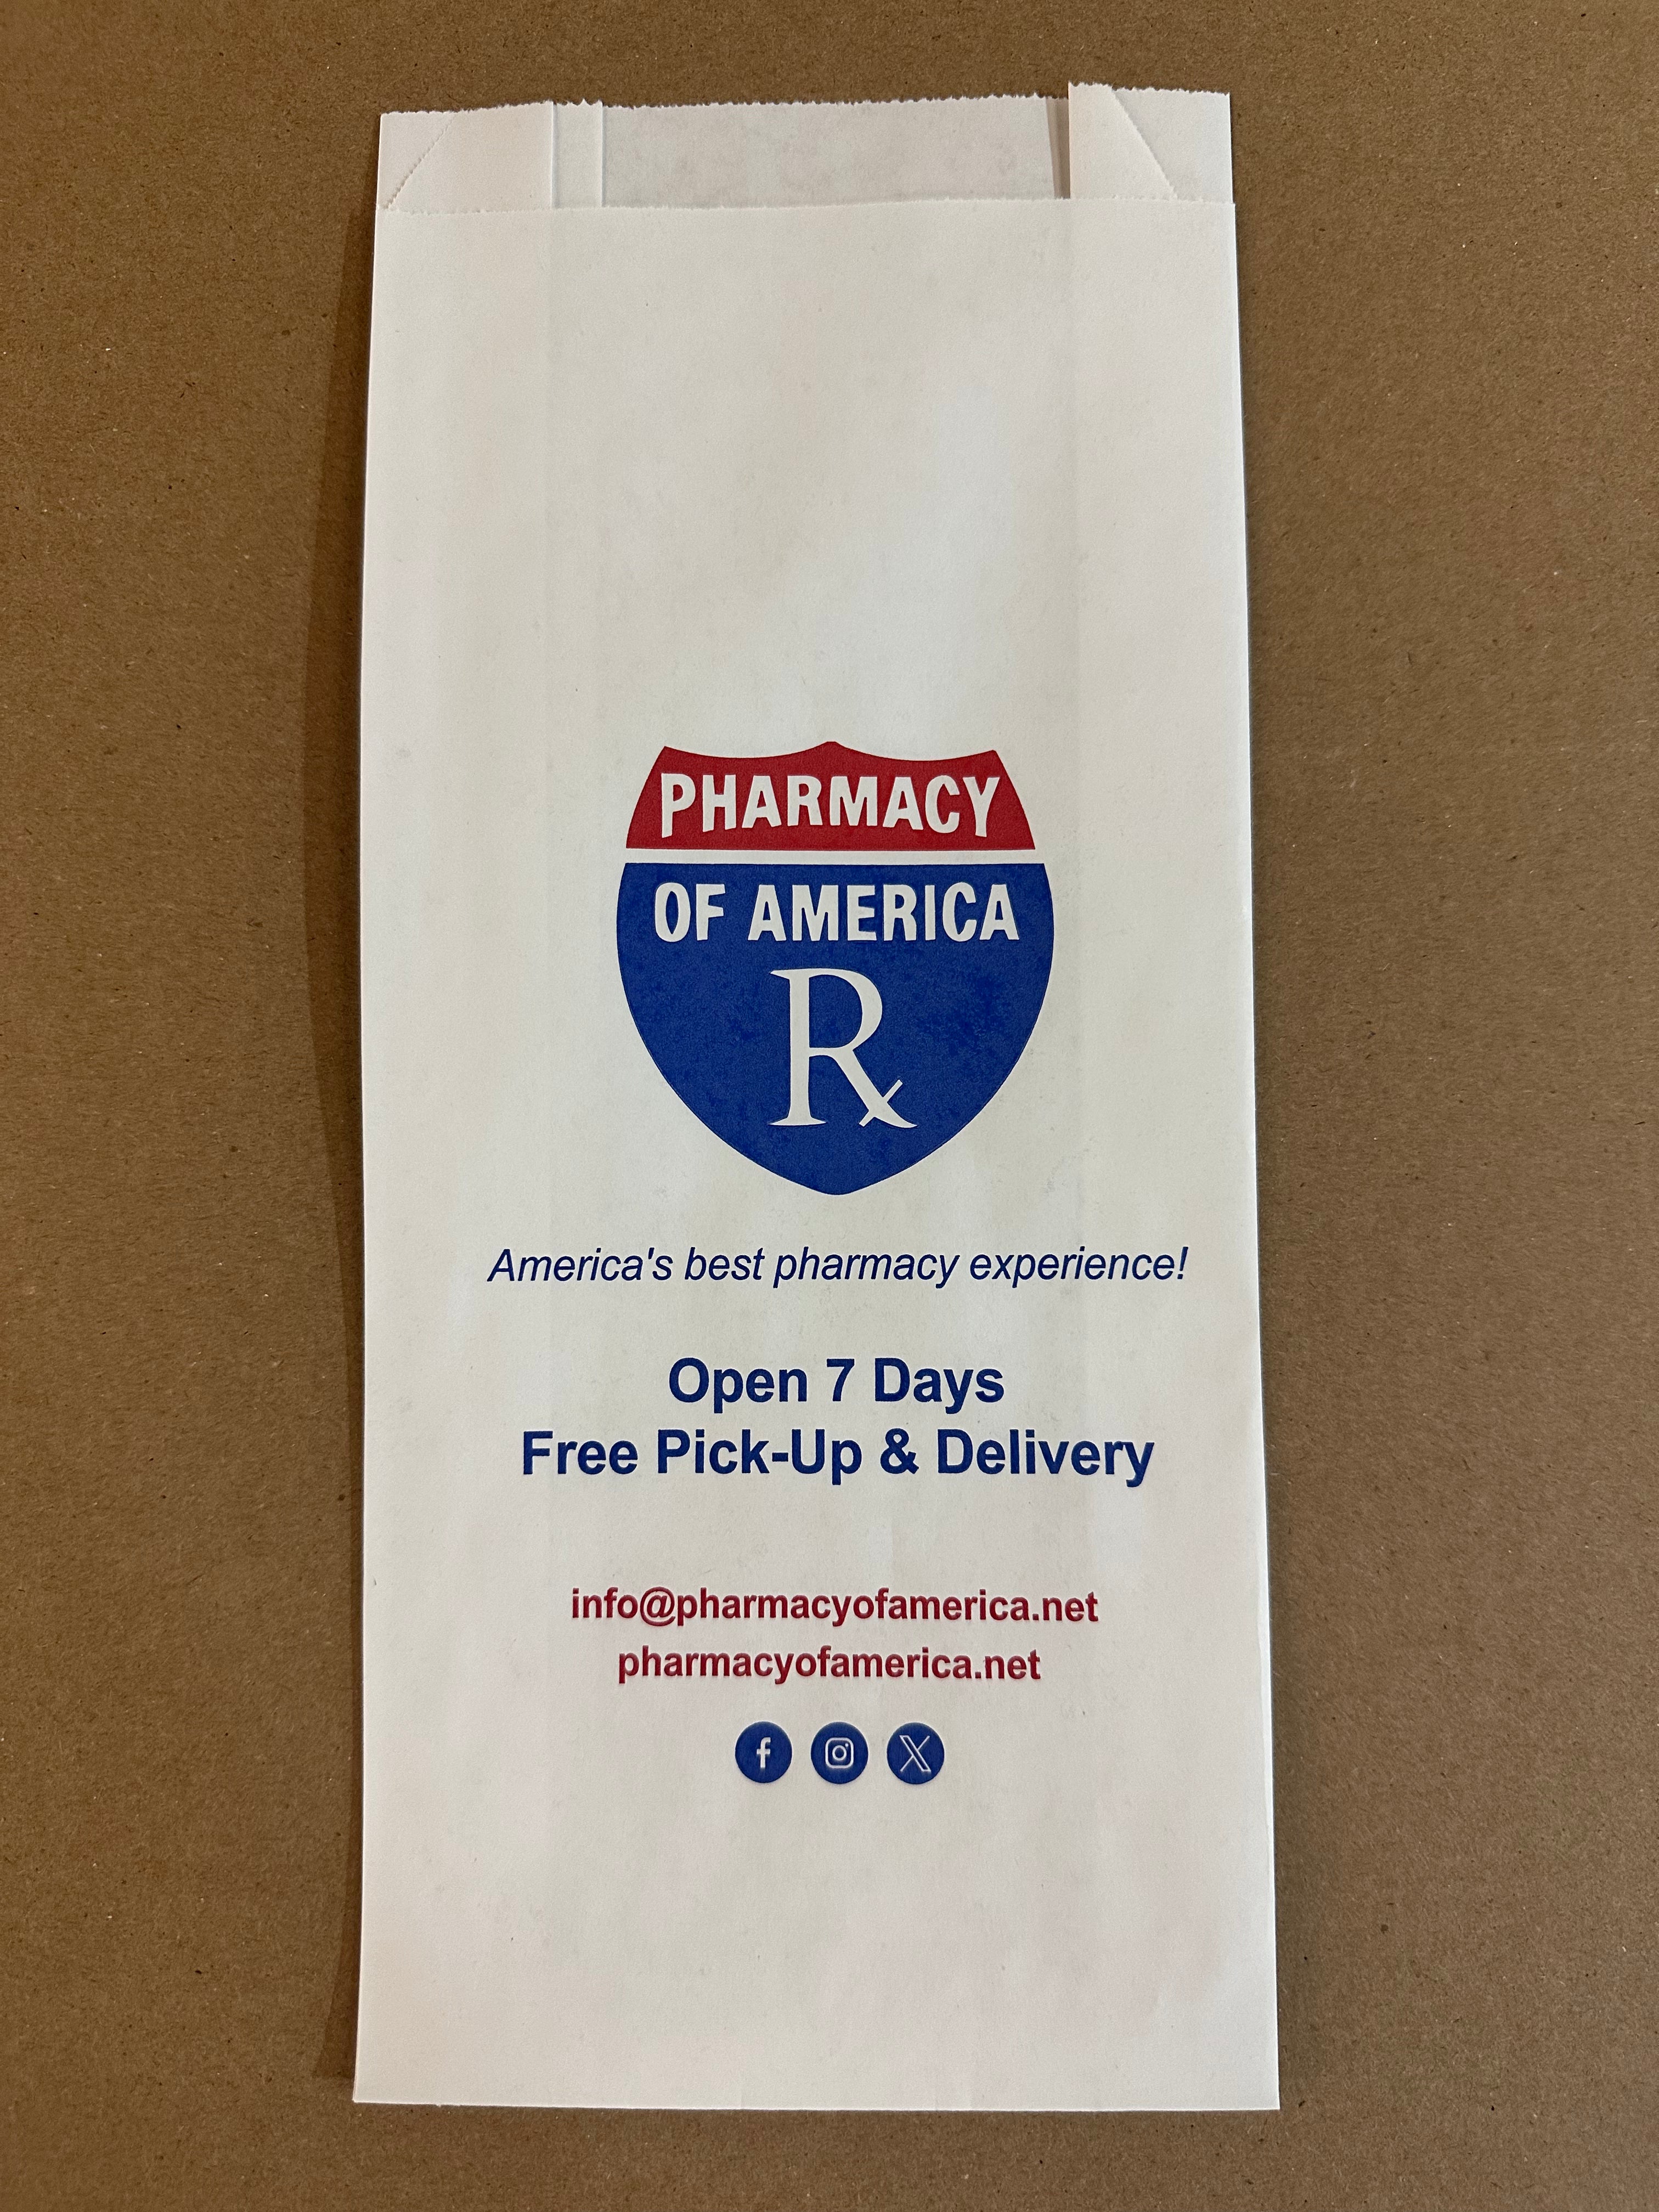 PHARMACY
OF AMERICA
℞
America's best pharmacy experience!
Open 7 Days
Free Pick-Up & Delivery
info@pharmacyofamerica.net
pharmacyofamerica.net